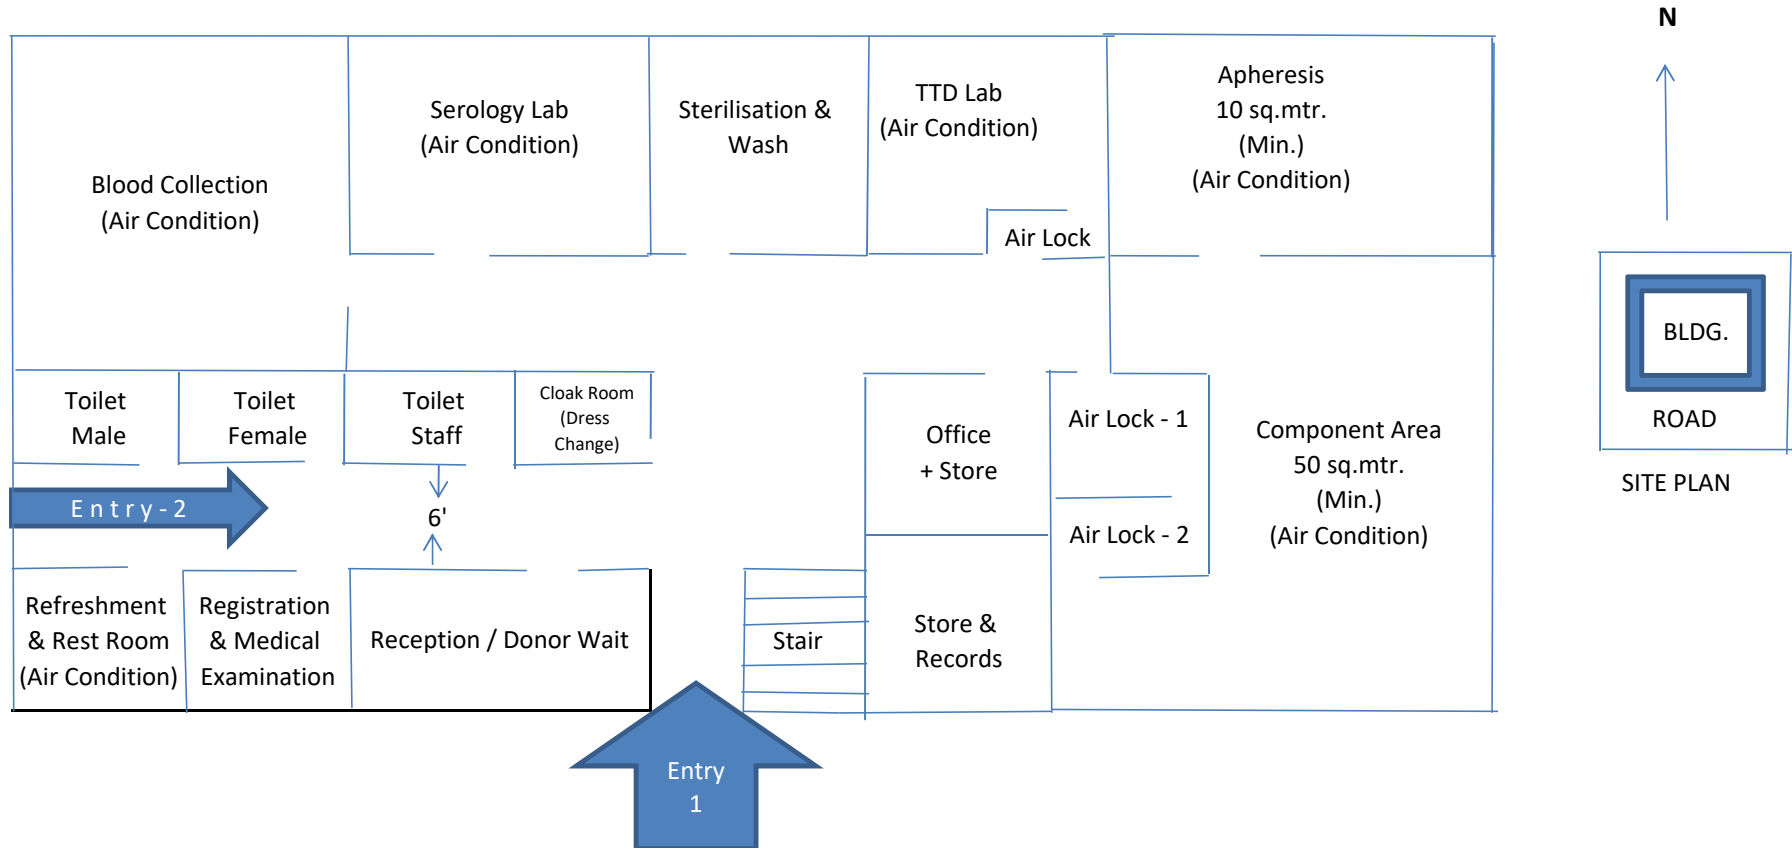 N
Blood Collection
(Air Condition)
Serology Lab
(Air Condition)
Sterilisation &
Wash
TTD Lab
(Air Condition)
Air Lock
Apheresis
10 sq.mtr.
(Min.)
(Air Condition)
BLDG.
ROAD
SITE PLAN
Toilet
Male
Toilet
Female
Toilet
Staff
Cloak Room
(Dress
Change)
Office
+ Store
Air Lock - 1
Air Lock - 2
Component Area
50 sq.mtr.
(Min.)
(Air Condition)
Entry-2
6'
Refreshment
& Rest Room
(Air Condition)
Registration
& Medical
Examination
Reception / Donor Wait
Stair
Store &
Records
Entry
1